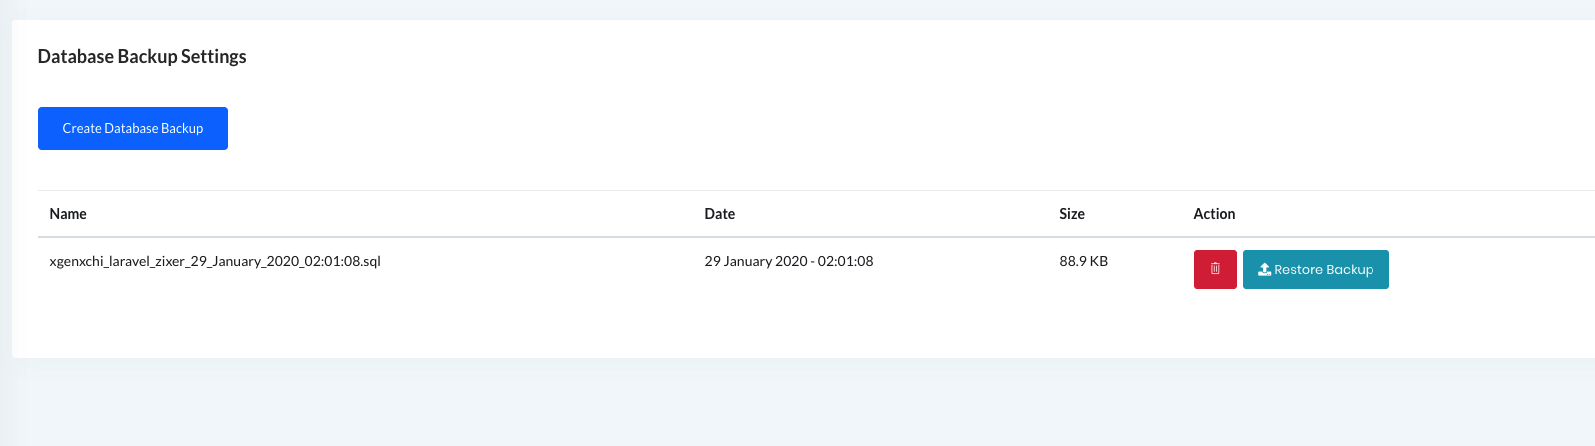 Database Backup Settings
Create Database Backup
Name Date Size Action
xgenxchi_laravel_zixer_29_January_2020_02:01:08.sql 29 January 2020 - 02:01:08 88.9 KB Restore Backup